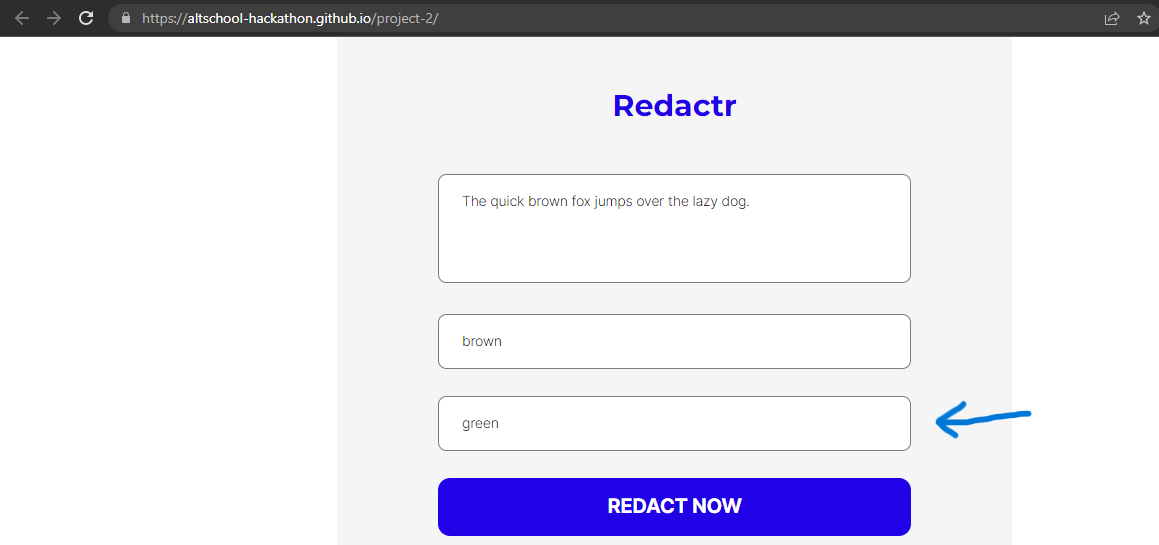 https://altschool-hackathon.github.io/project-2/
Redactr
The quick brown fox jumps over the lazy dog.
brown
green
REDACT NOW